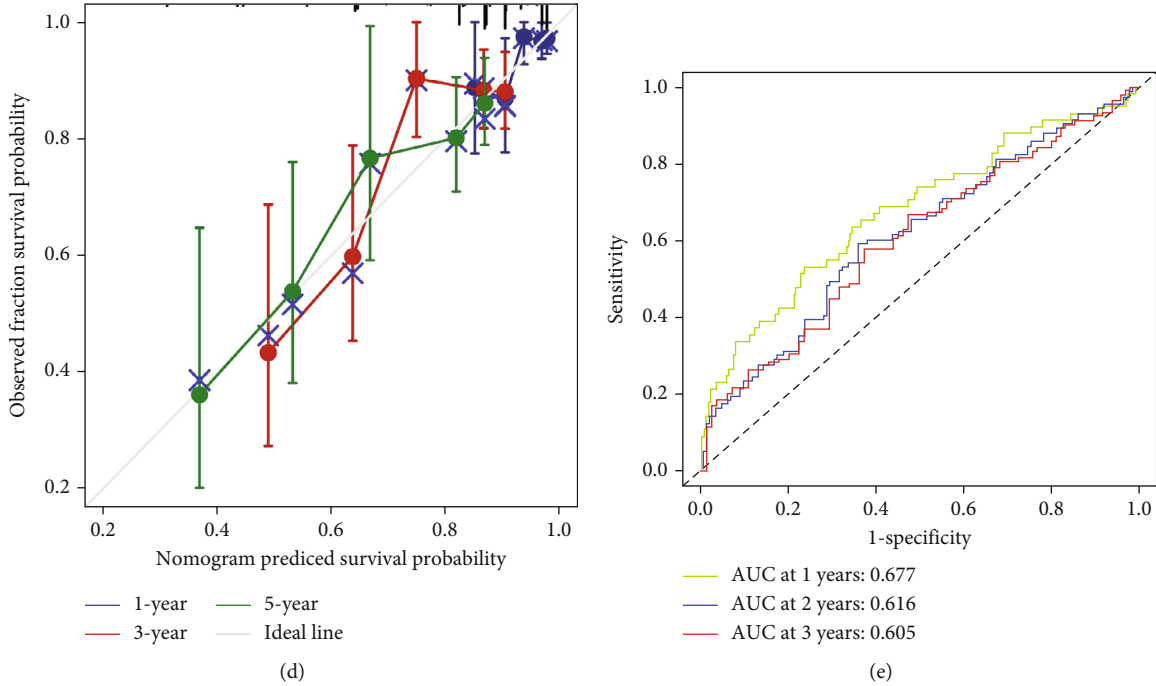 1.0
0.8
0.6
0.4
0.2
Observed fraction survival probability
0.2 0.4 0.6 0.8 1.0
Nomogram prediced survival probability
1-year 5-year
3-year Ideal line
(d)
1.0
0.8
0.6
0.4
0.2
0.0
Sensitivity
0.0 0.2 0.4 0.6 0.8 1.0
1-specificity
AUC at 1 years: 0.677
AUC at 2 years: 0.616
AUC at 3 years: 0.605
(e)